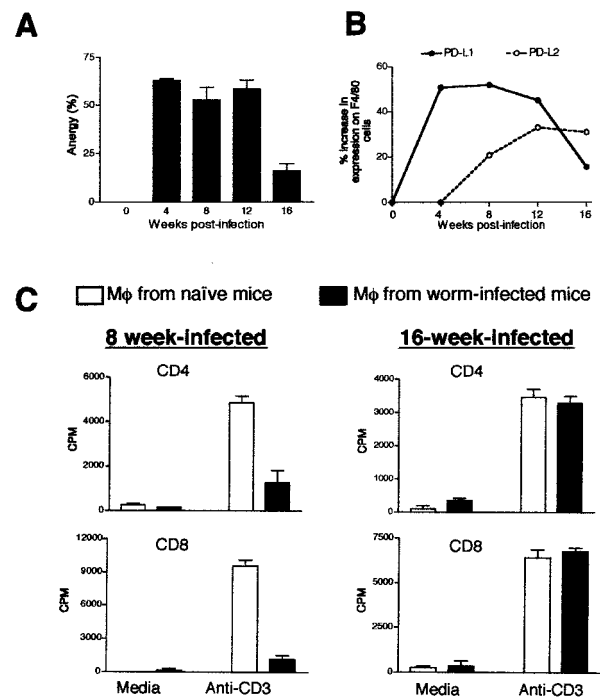 A
75
50
25
0
Anergy (%)
0 4 8 12 16
Weeks post-infection
B
PD-L1 PD-L2
60
40
20
0
% increase in
expression on F4/80
cells
0 4 8 12 16
Weeks post-infection
C
Mϕ from naïve mice Mϕ from worm-infected mice
8 week-infected
CD4
6000
4000
2000
0
CPM
CD8
12000
9000
6000
3000
0
CPM
Media Anti-CD3
16-week-infected
CD4
4000
3000
2000
1000
0
CPM
CD8
7500
5000
2500
0
CPM
Media Anti-CD3